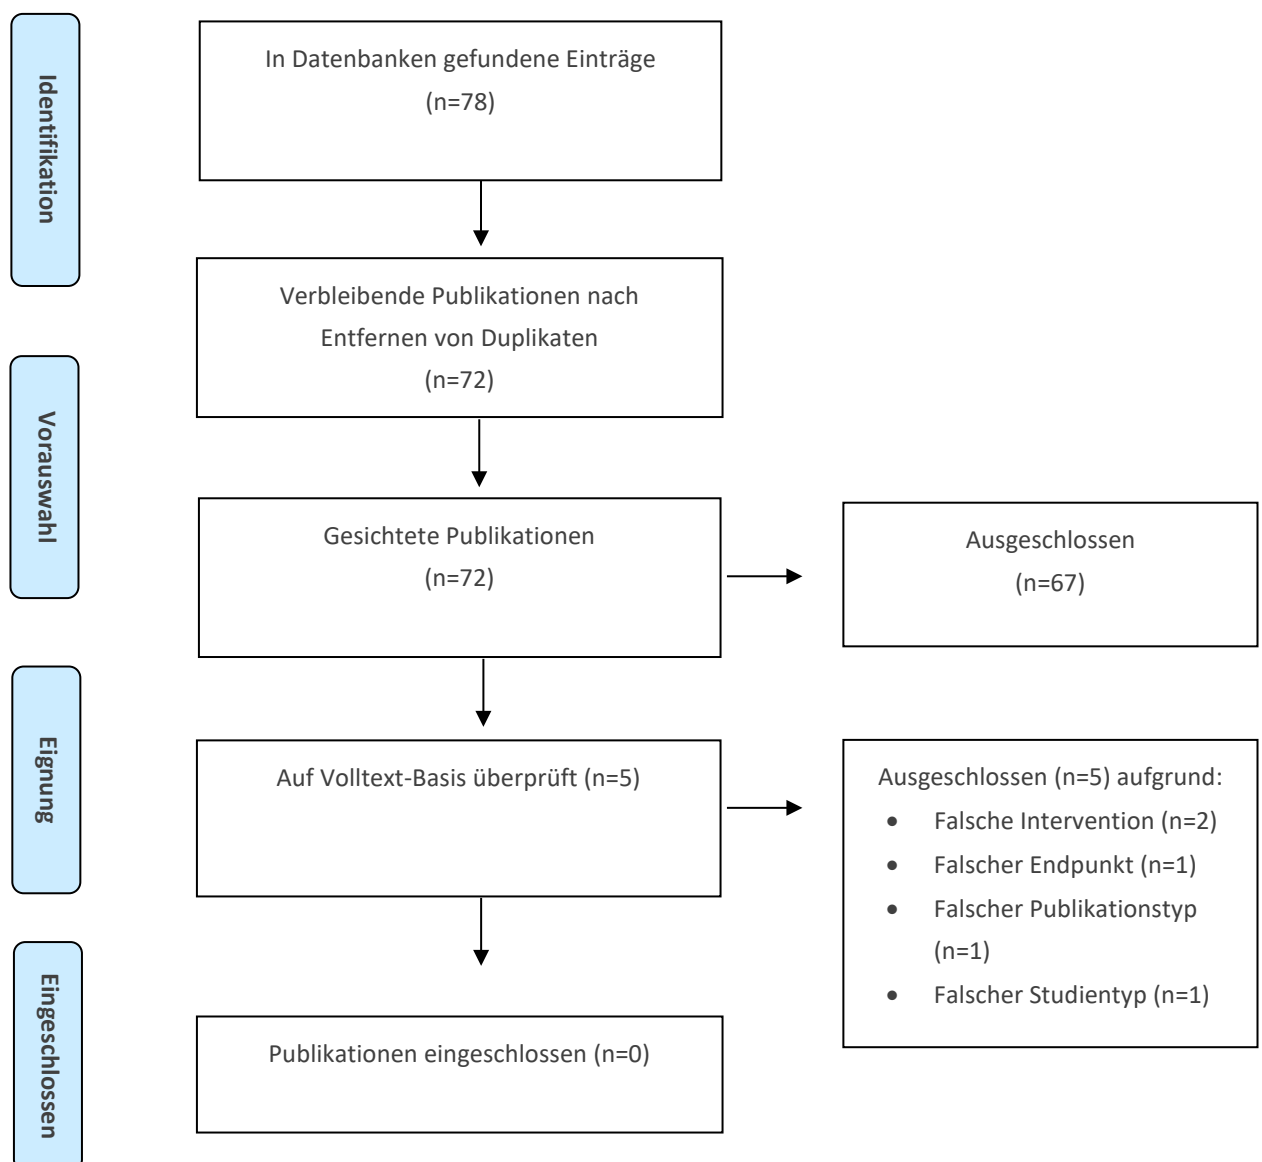 Identifikation
In Datenbanken gefundene Einträge
(n=78)
Verbleibende Publikationen nach
Entfernen von Duplikaten
(n=72)
Vorauswahl
Gesichtete Publikationen
(n=72)
Ausgeschlossen
(n=67)
Eignung
Auf Volltext-Basis überprüft (n=5)
Ausgeschlossen (n=5) aufgrund:
• Falsche Intervention (n=2)
• Falscher Endpunkt (n=1)
• Falscher Publikationstyp
(n=1)
• Falscher Studientyp (n=1)
Eingeschlossen
Publikationen eingeschlossen (n=0)